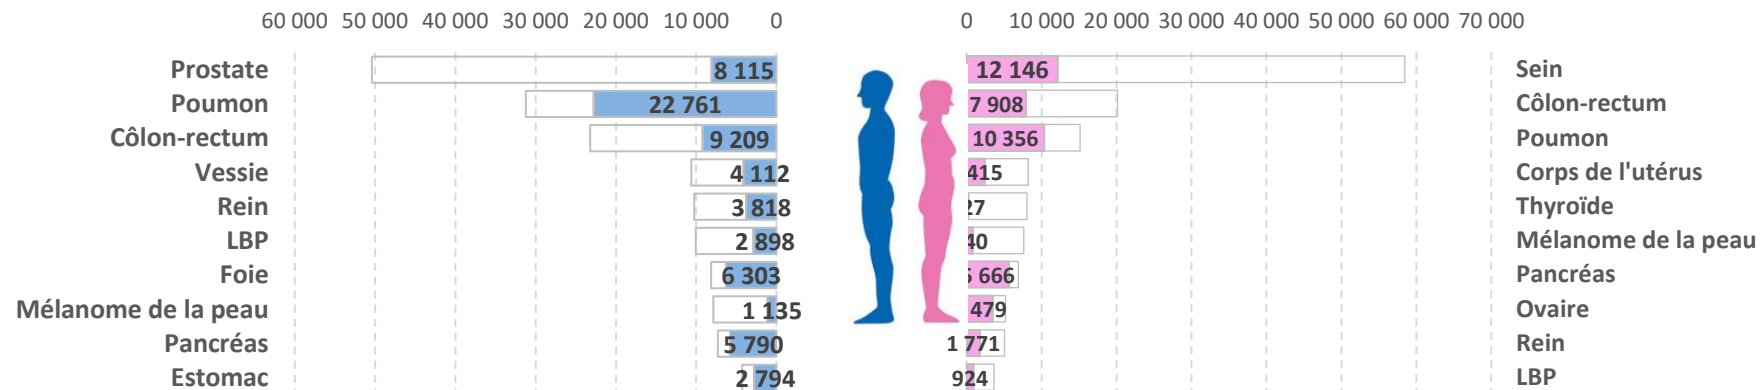 60 000 50 000 40 000 30 000 20 000 10 000 0 0 10 000 20 000 30 000 40 000 50 000 60 000 70 000
Prostate 8 115 12 146 Sein
Poumon 22 761 7 908 Côlon-rectum
Côlon-rectum 9 209 10 356 Poumon
Vessie 4 112 415 Corps de l'utérus
Rein 3 818 27 Thyroïde
LBP 2 898 40 Mélanome de la peau
Foie 6 303 5 666 Pancréas
Mélanome de la peau 1 135 479 Ovaire
Pancréas 5 790 1 771 Rein
Estomac 2 794 924 LBP